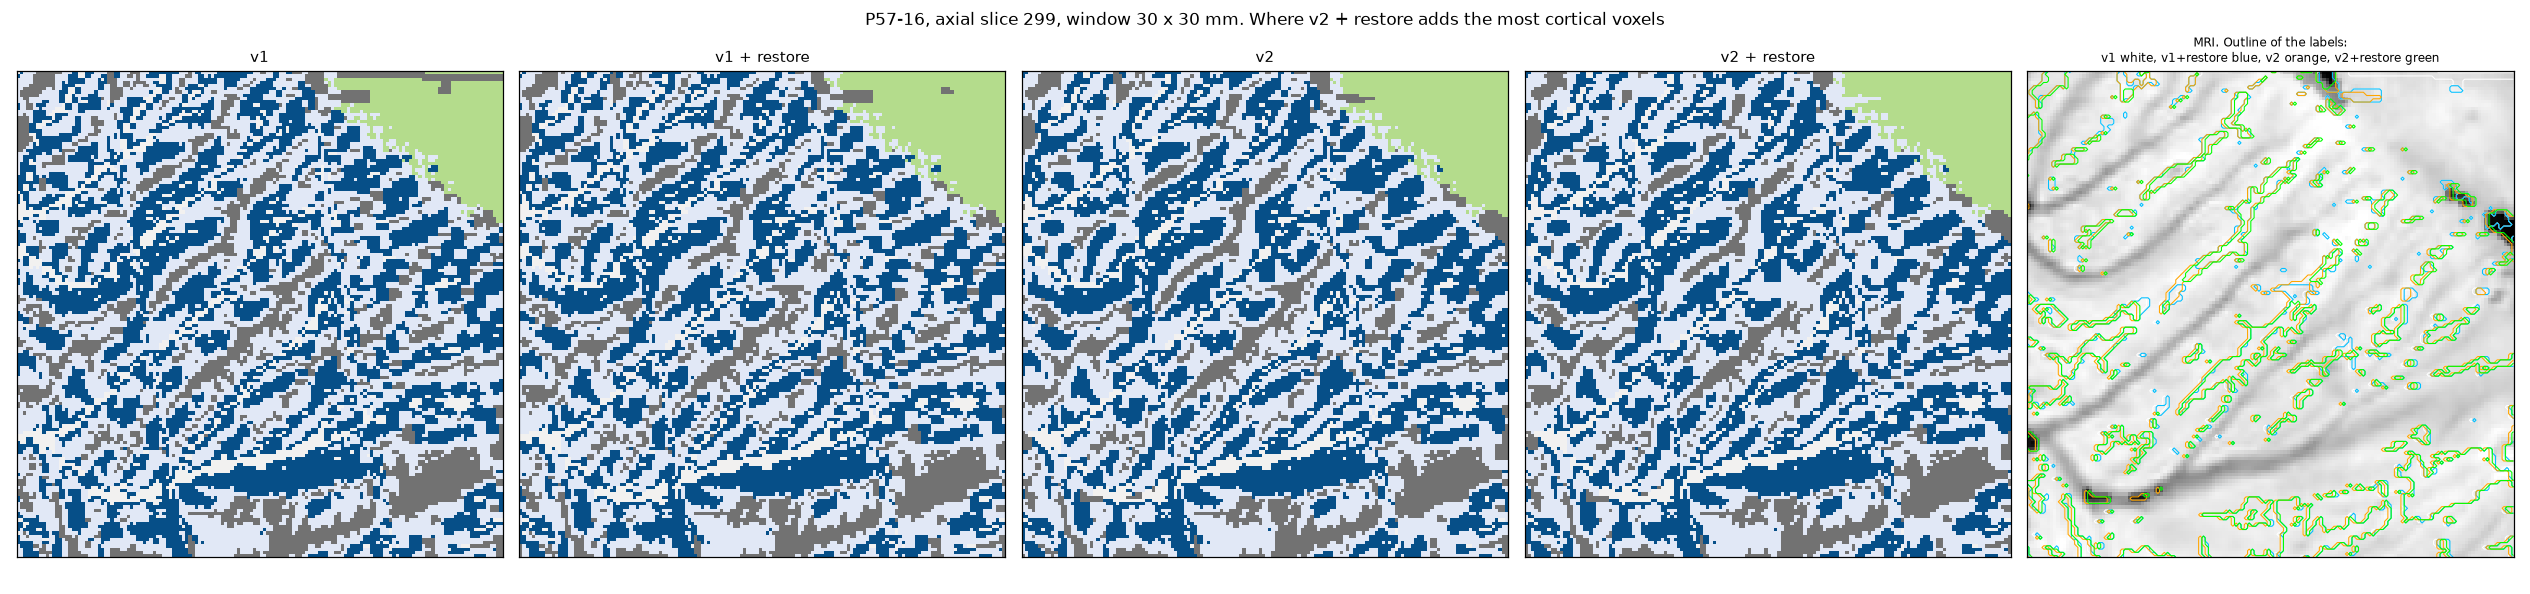 P57-16, axial slice 299, window 30 x 30 mm. Where v2 + restore adds the most cortical voxels
v1
v1 + restore
v2
v2 + restore
MRI. Outline of the labels:
v1 white, v1+restore blue, v2 orange, v2+restore green